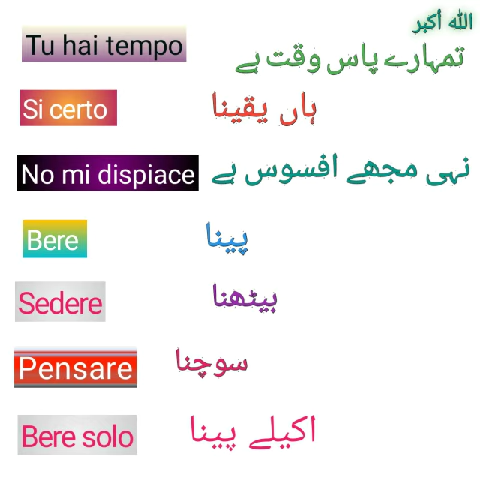 الله أكبر
Tu hai tempo تمہارے پاس وقت ہے
Si certo ہاں یقینا
No mi dispiace نہی مجھے افسوس ہے
Bere پینا
Sedere بیٹھنا
Pensare سوچنا
Bere solo اکیلے پینا